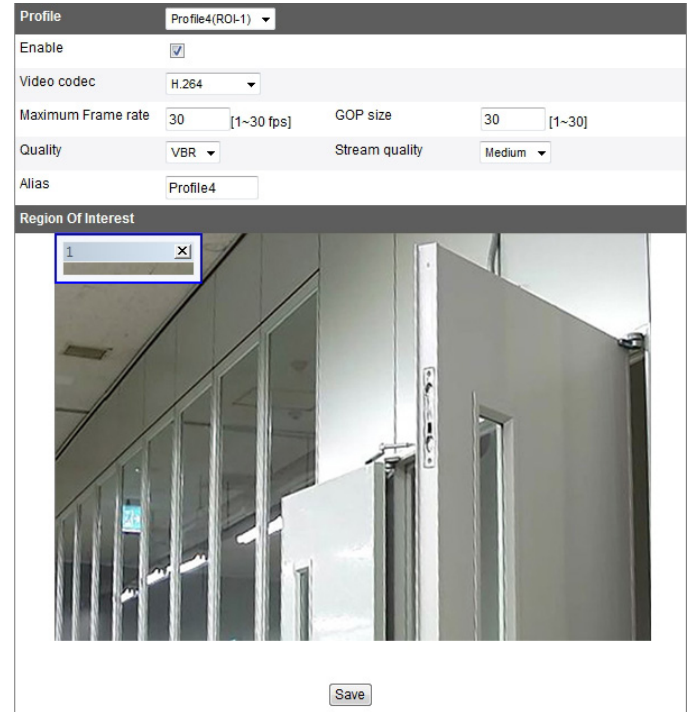 Profile Profile4(ROI-1)
Enable
Video codec H.264
Maximum Frame rate 30 [1~30 fps] GOP size 30 [1~30]
Quality VBR Stream quality Medium
Alias Profile4
Region Of Interest
1
Save